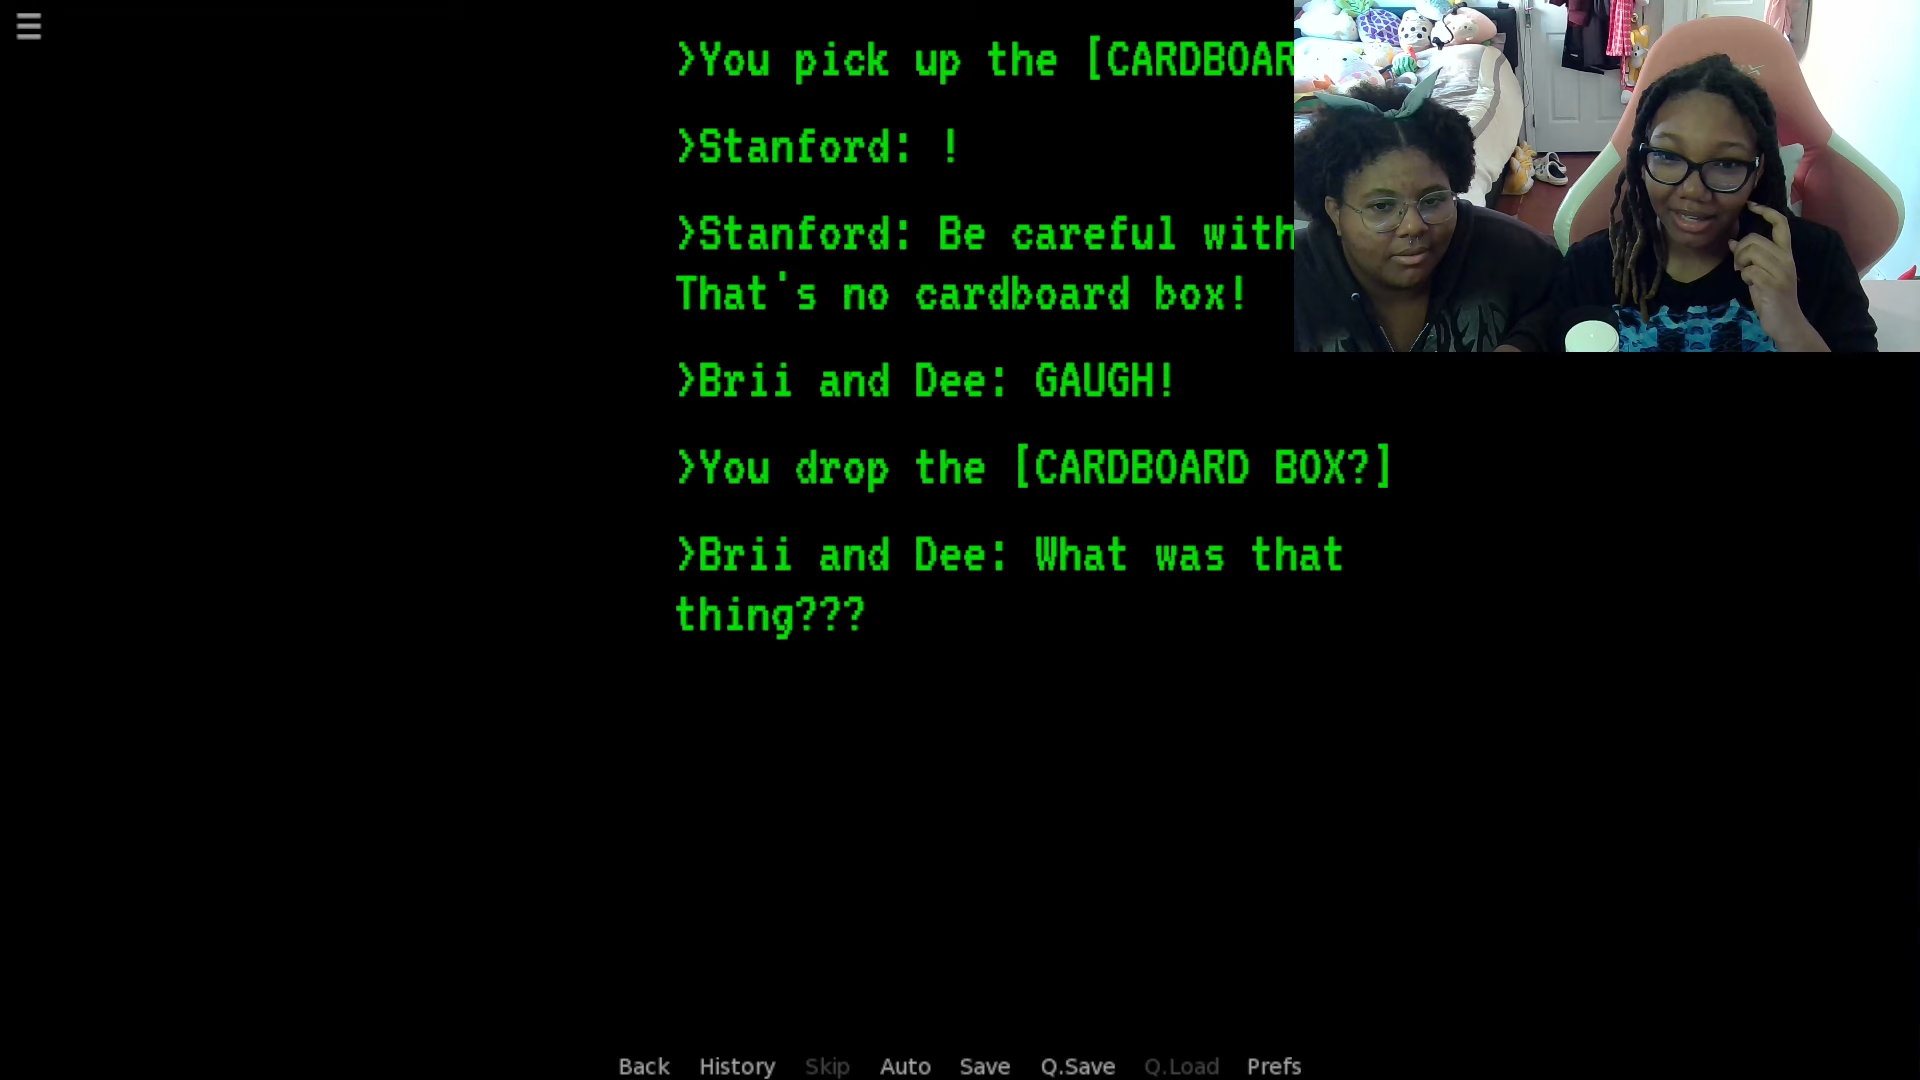 >You pick up the [CARDBOAR
>Stanford: !
>Stanford: Be careful with
That's no cardboard box!
>Brii and Dee: GAUGH!
>You drop the [CARDBOARD BOX?]
>Brii and Dee: What was that
thing???
Back History Skip Auto Save Q.Save Q.Load Prefs